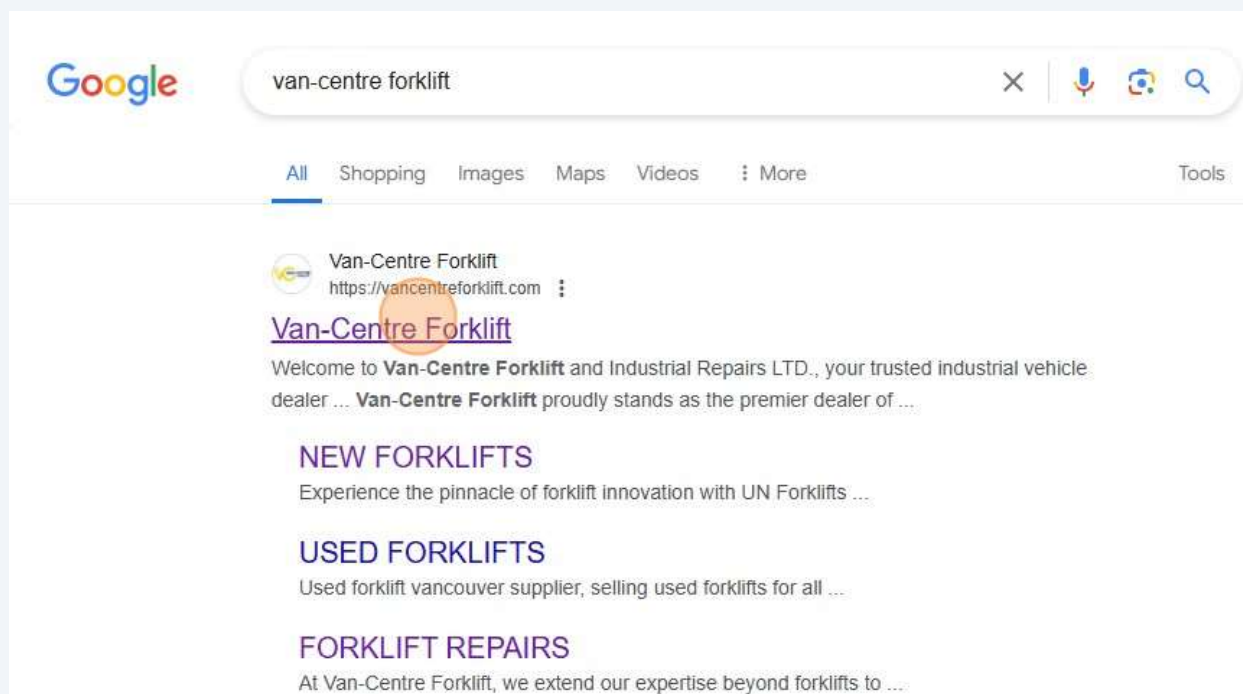 Google
van-centre forklift
All Shopping Images Maps Videos More Tools
Van-Centre Forklift
https://vancentreforklift.com
Van-Centre Forklift
Welcome to Van-Centre Forklift and Industrial Repairs LTD., your trusted industrial vehicle
dealer ... Van-Centre Forklift proudly stands as the premier dealer of ...
NEW FORKLIFTS
Experience the pinnacle of forklift innovation with UN Forklifts ...
USED FORKLIFTS
Used forklift vancouver supplier, selling used forklifts for all ...
FORKLIFT REPAIRS
At Van-Centre Forklift, we extend our expertise beyond forklifts to ...